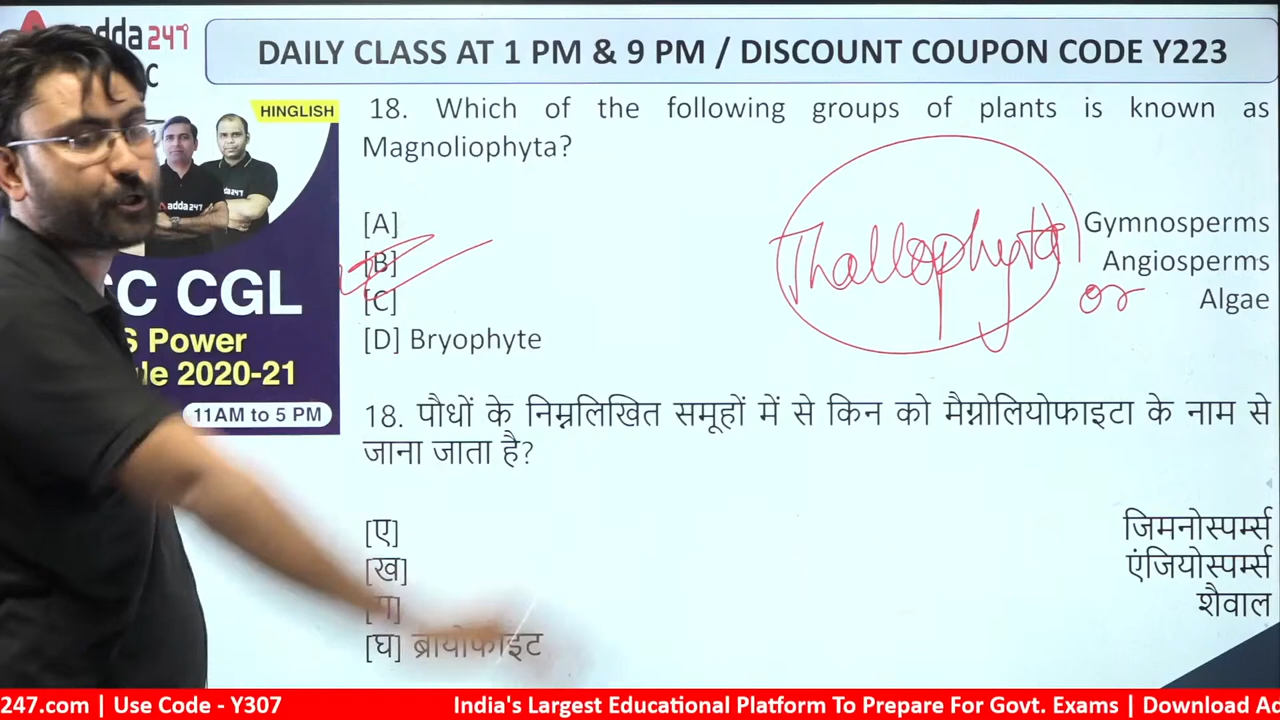 adda247
DAILY CLASS AT 1 PM & 9 PM / DISCOUNT COUPON CODE Y223
HINGLISH
adda247
adda247
CGL
Power
2020-21
11AM to 5 PM
18. Which of the following groups of plants is known as
Magnoliophyta?
[A] Gymnosperms
[B] Angiosperms
[C] Algae
[D] Bryophyte
Thallophyta
or
18. पौधों के निम्नलिखित समूहों में से किन को मैग्नोलियोफाइटा के नाम से
जाना जाता है?
[ए] जिमनोस्पर्म्स
[ख] एंजियोस्पर्म्स
[ग] शैवाल
[घ] ब्रायोफाइट
247.com | Use Code - Y307 India's Largest Educational Platform To Prepare For Govt. Exams | Download